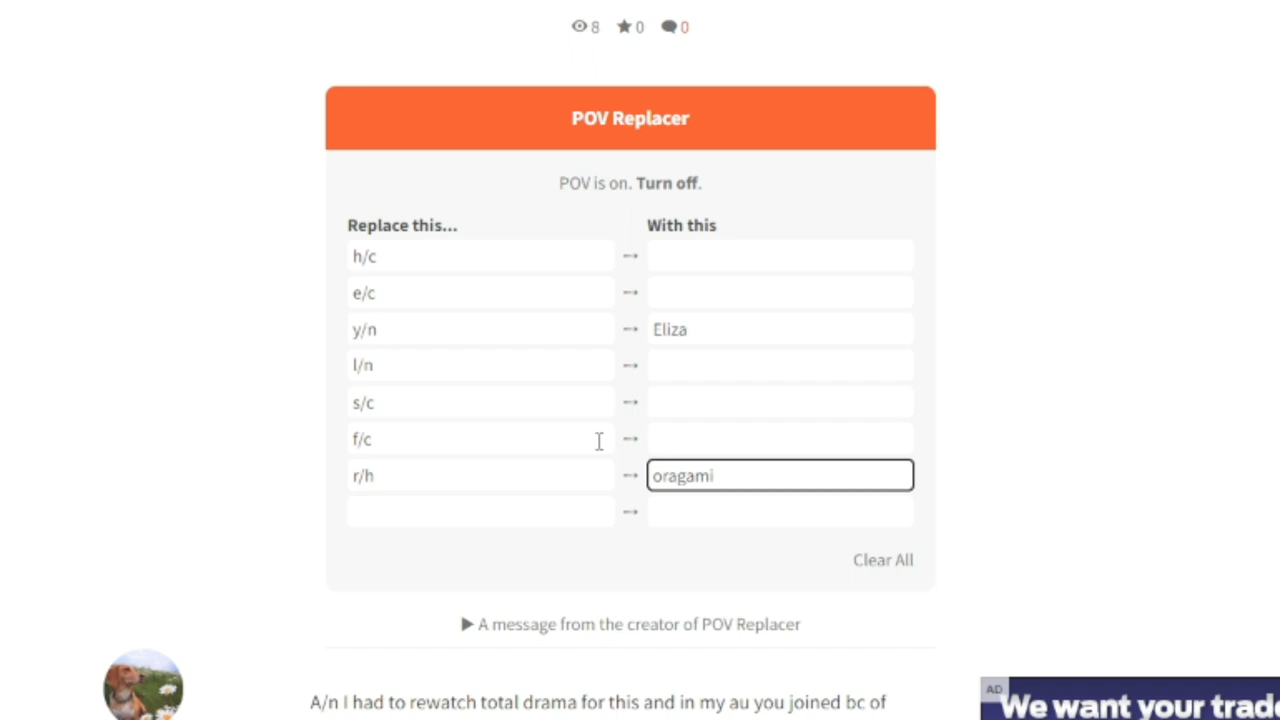 8 0 0
POV Replacer
POV is on. Turn off.
Replace this... With this
h/c →
e/c →
y/n → Eliza
l/n →
s/c →
f/c →
r/h → oragami
→
Clear All
▶ A message from the creator of POV Replacer
A/n I had to rewatch total drama for this and in my au you joined bc of
AD
We want your trade